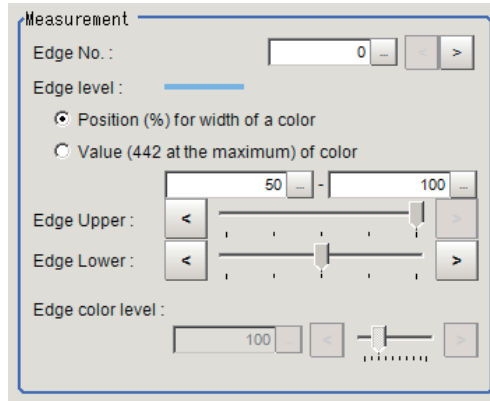 Measurement
Edge No. : 0 ... < >
Edge level :
Position (%) for width of a color
Value (442 at the maximum) of color
50 ... - 100 ...
Edge Upper : < >
Edge Lower : < >
Edge color level :
100 ... < >